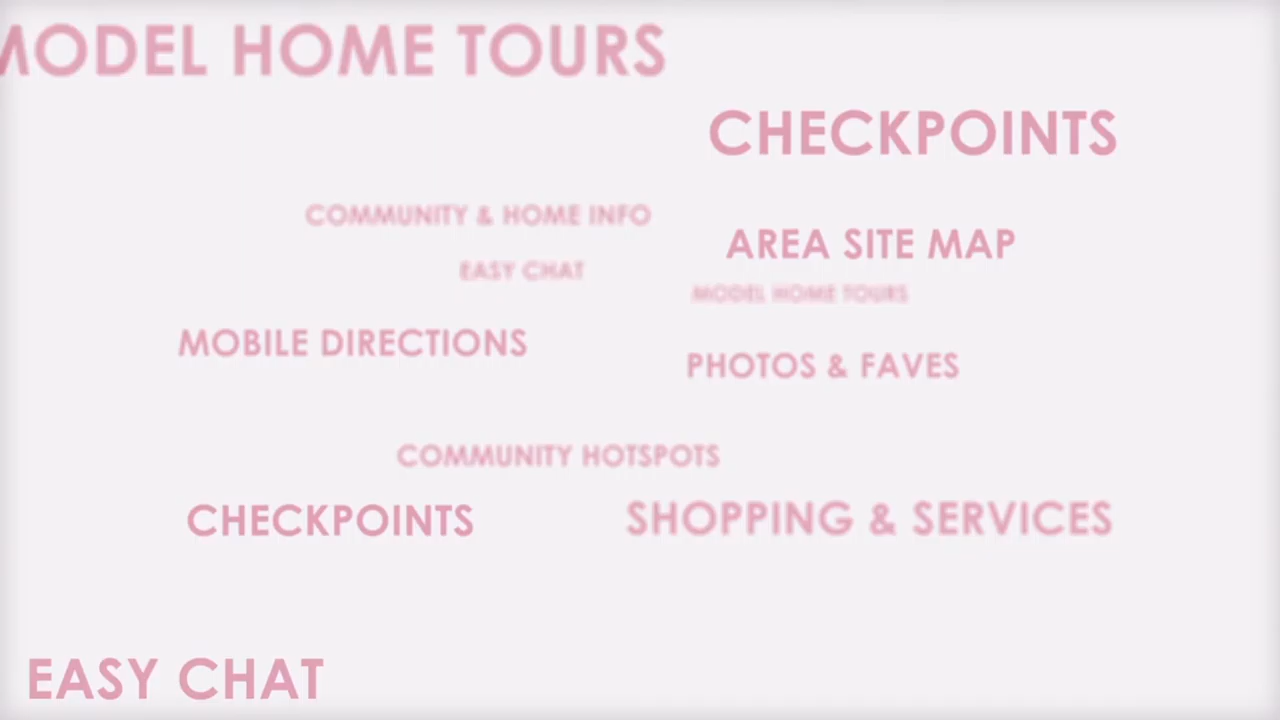 MODEL HOME TOURS
CHECKPOINTS
COMMUNITY & HOME INFO
AREA SITE MAP
EASY CHAT
MODEL HOME TOURS
MOBILE DIRECTIONS
PHOTOS & FAVES
COMMUNITY HOTSPOTS
CHECKPOINTS
SHOPPING & SERVICES
EASY CHAT